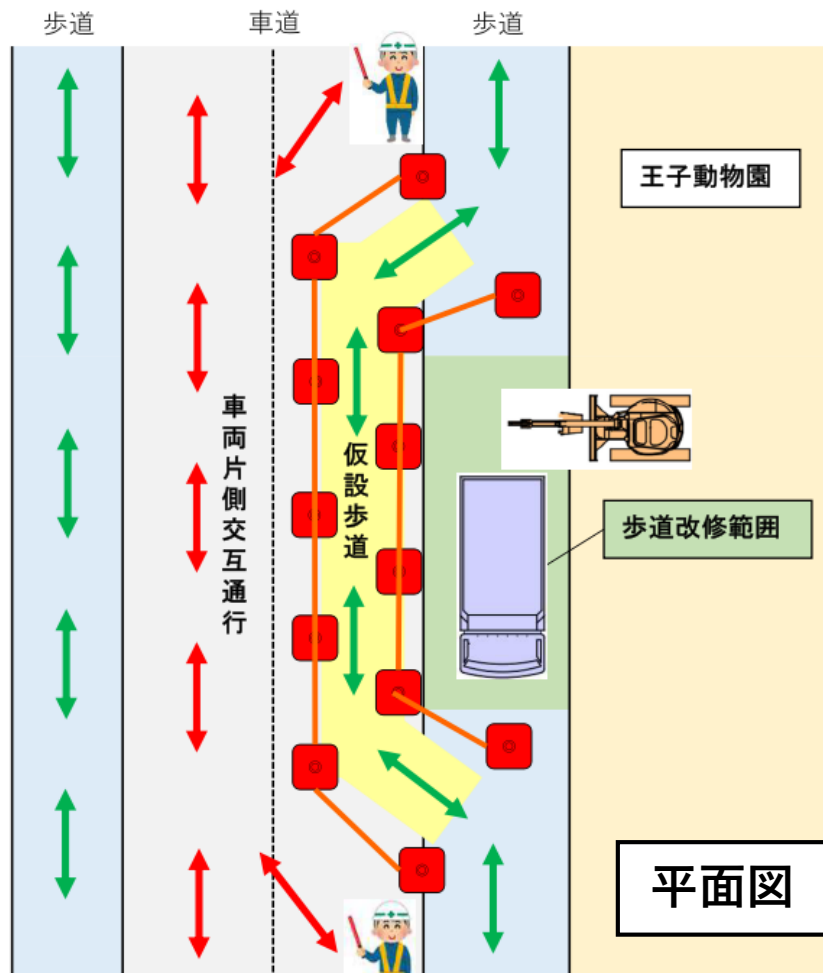 歩道
車道
歩道
王子動物園
車両片側交互通行
仮設歩道
歩道改修範囲
平面図